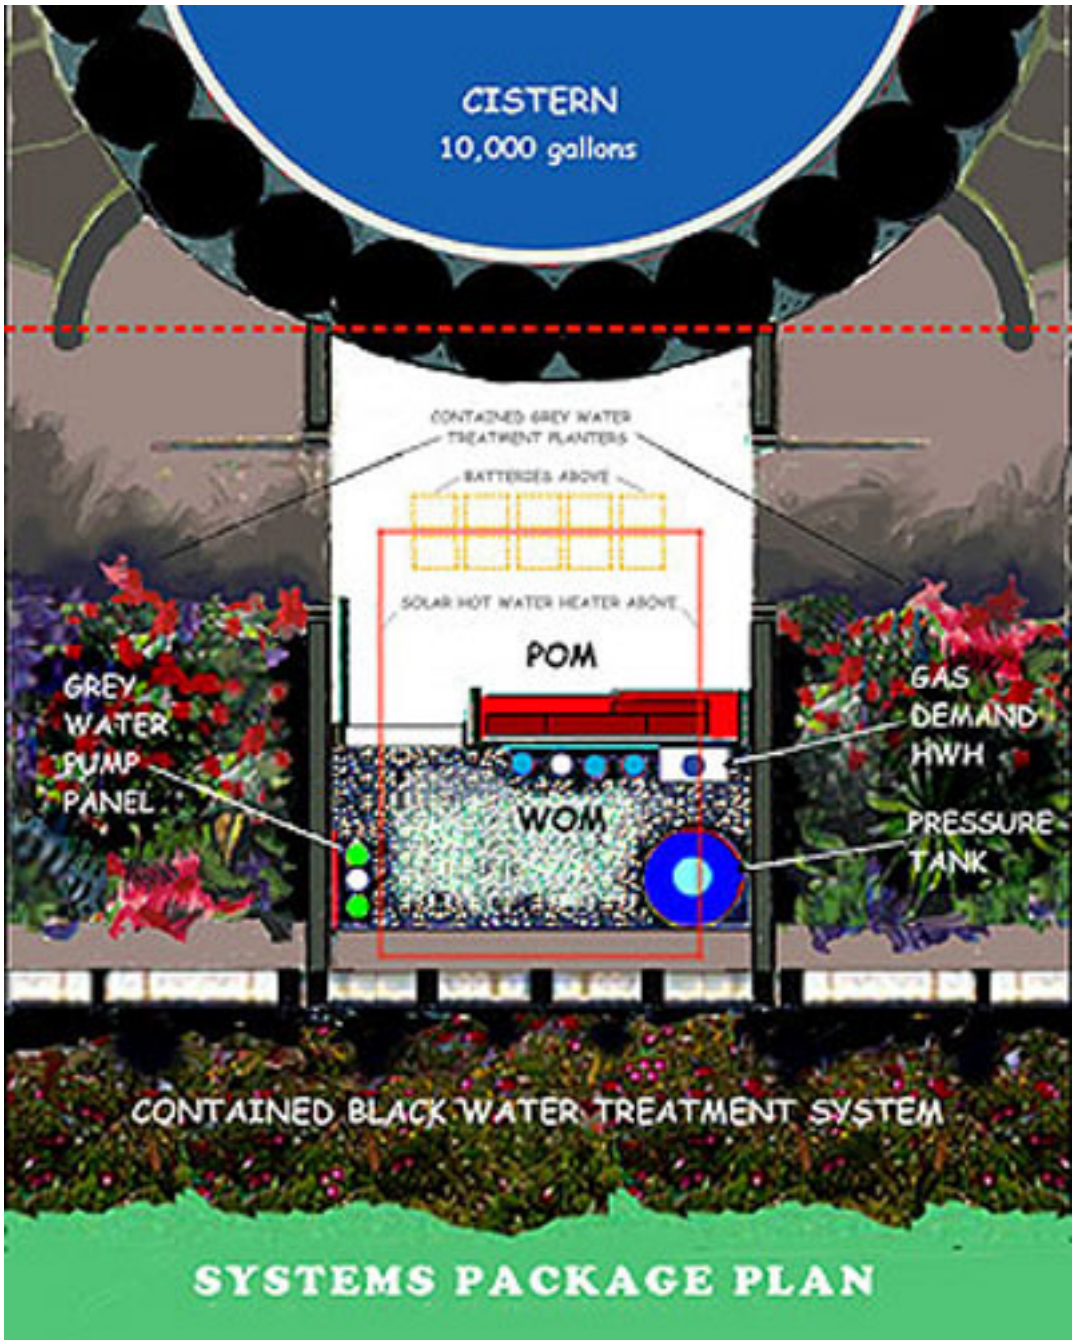 CISTERN
10,000 gallons
CONTAINED GREY WATER
TREATMENT PLANTERS
BATTERIES ABOVE
SOLAR HOT WATER HEATER ABOVE
POM
GREY
WATER
PUMP
PANEL
GAS
DEMAND
HWH
WOM
PRESSURE
TANK
CONTAINED BLACK WATER TREATMENT SYSTEM
SYSTEMS PACKAGE PLAN